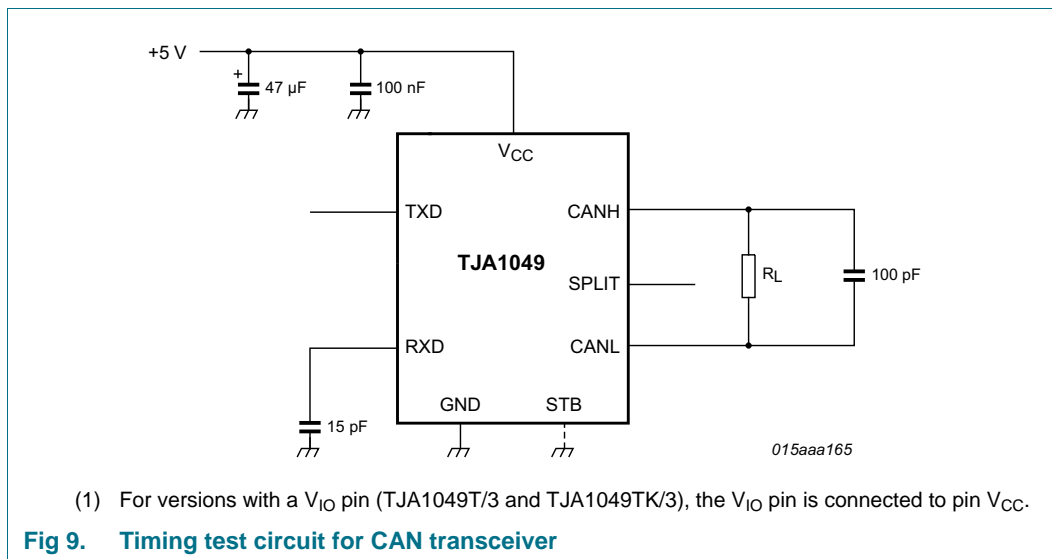 +5 V
+
47 µF
100 nF
VCC
TXD
CANH
TJA1049
SPLIT
RL
100 pF
RXD
CANL
GND
STB
15 pF
015aaa165
(1) For versions with a VIO pin (TJA1049T/3 and TJA1049TK/3), the VIO pin is connected to pin VCC.
Fig 9. Timing test circuit for CAN transceiver